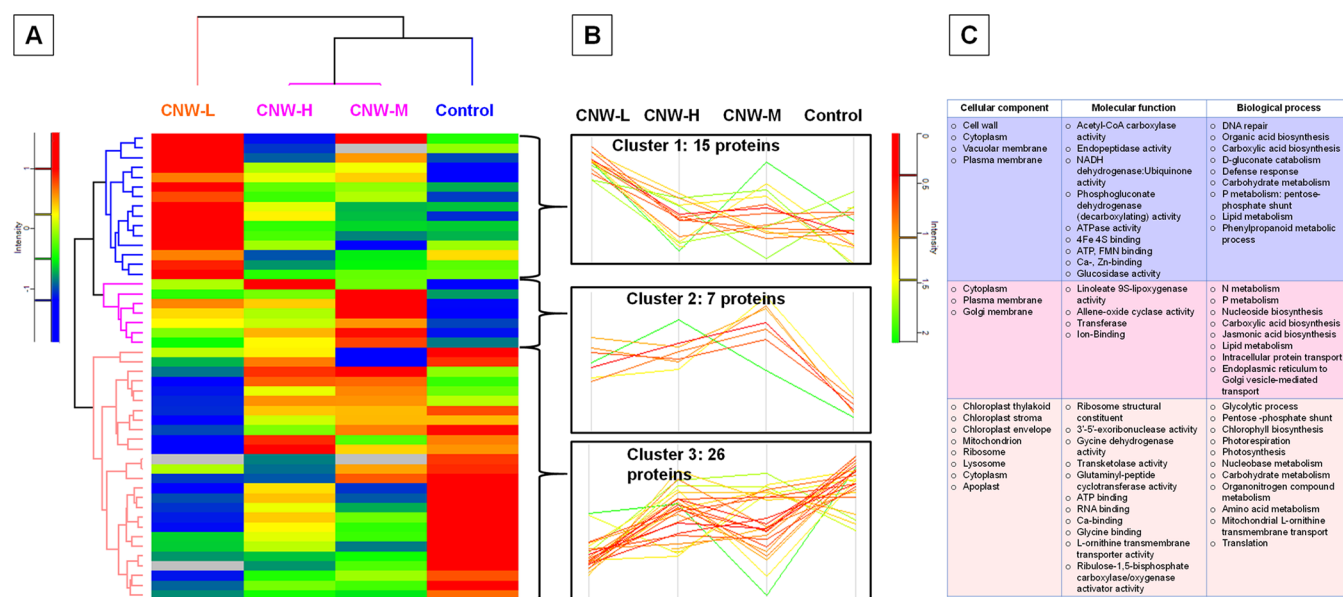 A
CNW-L CNW-H CNW-M Control
Intensity
1
0
-1
B
CNW-L CNW-H CNW-M Control
Cluster 1: 15 proteins
Cluster 2: 7 proteins
Cluster 3: 26
proteins
0
0.5
1
1.5
2
Intensity
C
Cellular component Molecular function Biological process
○ Cell wall
○ Cytoplasm
○ Vacuolar membrane
○ Plasma membrane
○ Acetyl-CoA carboxylase
activity
○ Endopeptidase activity
○ NADH
dehydrogenase:Ubiquinone
activity
○ Phosphogluconate
dehydrogenase
(decarboxylating) activity
○ ATPase activity
○ 4Fe 4S binding
○ ATP, FMN binding
○ Ca-, Zn-binding
○ Glucosidase activity
○ DNA repair
○ Organic acid biosynthesis
○ Carboxylic acid biosynthesis
○ D-gluconate catabolism
○ Defense response
○ Carbohydrate metabolism
○ P metabolism: pentose-
phosphate shunt
○ Lipid metabolism
○ Phenylpropanoid metabolic
process
○ Cytoplasm
○ Plasma membrane
○ Golgi membrane
○ Linoleate 9S-lipoxygenase
activity
○ Allene-oxide cyclase activity
○ Transferase
○ Ion-Binding
○ N metabolism
○ P metabolism
○ Nucleoside biosynthesis
○ Carboxylic acid biosynthesis
○ Jasmonic acid biosynthesis
○ Lipid metabolism
○ Intracellular protein transport
○ Endoplasmic reticulum to
Golgi vesicle-mediated
transport
○ Chloroplast thylakoid
○ Chloroplast stroma
○ Chloroplast envelope
○ Mitochondrion
○ Ribosome
○ Lysosome
○ Cytoplasm
○ Apoplast
○ Ribosome structural
constituent
○ 3'-5'-exoribonuclease activity
○ Gycine dehydrogenase
activity
○ Transketolase activity
○ Glutaminyl-peptide
cyclotransferase activity
○ ATP binding
○ RNA binding
○ Ca-binding
○ Glycine binding
○ L-ornithine transmembrane
transporter activity
○ Ribulose-1,5-bisphosphate
carboxylase/oxygenase
activator activity
○ Glycolytic process
○ Pentose -phosphate shunt
○ Chlorophyll biosynthesis
○ Photorespiration
○ Photosynthesis
○ Nucleobase metabolism
○ Carbohydrate metabolism
○ Organonitrogen compound
metabolism
○ Amino acid metabolism
○ Mitochondrial L-ornithine
transmembrane transport
○ Translation